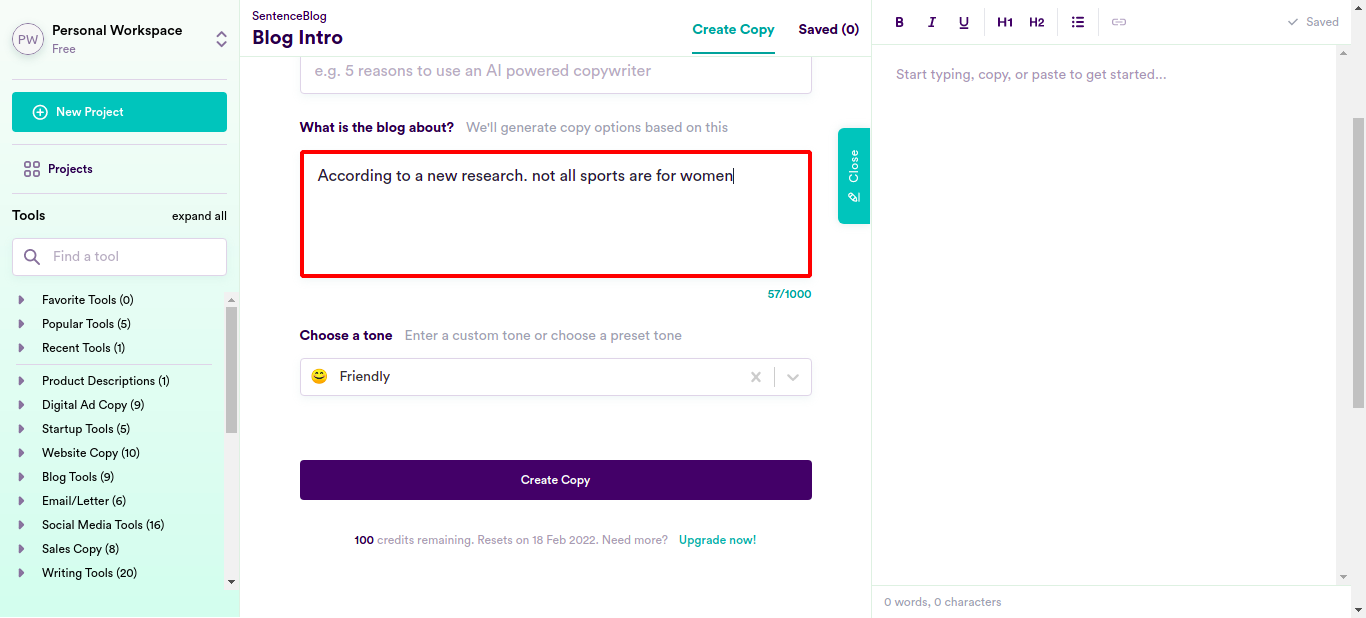 PW
Personal Workspace
Free
New Project
Projects
Tools
expand all
Find a tool
Favorite Tools (0)
Popular Tools (5)
Recent Tools (1)
Product Descriptions (1)
Digital Ad Copy (9)
Startup Tools (5)
Website Copy (10)
Blog Tools (9)
Email/Letter (6)
Social Media Tools (16)
Sales Copy (8)
Writing Tools (20)
SentenceBlog
Blog Intro
Create Copy
Saved (0)
e.g. 5 reasons to use an AI powered copywriter
What is the blog about? We'll generate copy options based on this
According to a new research. not all sports are for women
57/1000
Choose a tone Enter a custom tone or choose a preset tone
😊 Friendly
Create Copy
100 credits remaining. Resets on 18 Feb 2022. Need more? Upgrade now!
Close
B I U H1 H2
Saved
Start typing, copy, or paste to get started...
0 words, 0 characters